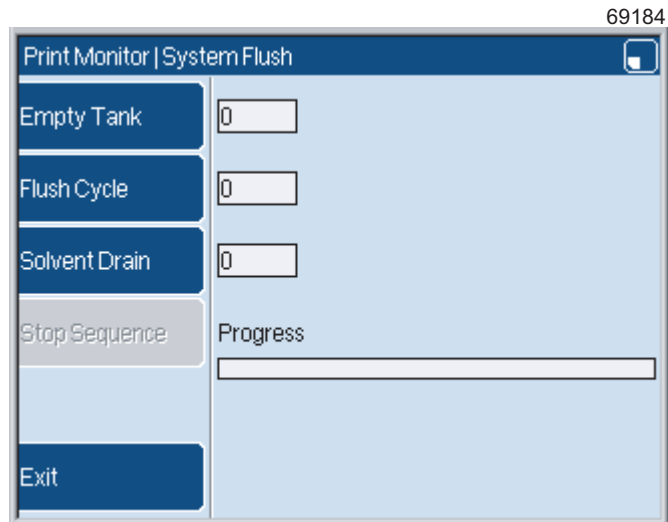 69184
Print Monitor | System Flush
Empty Tank 0
Flush Cycle 0
Solvent Drain 0
Stop Sequence Progress
Exit